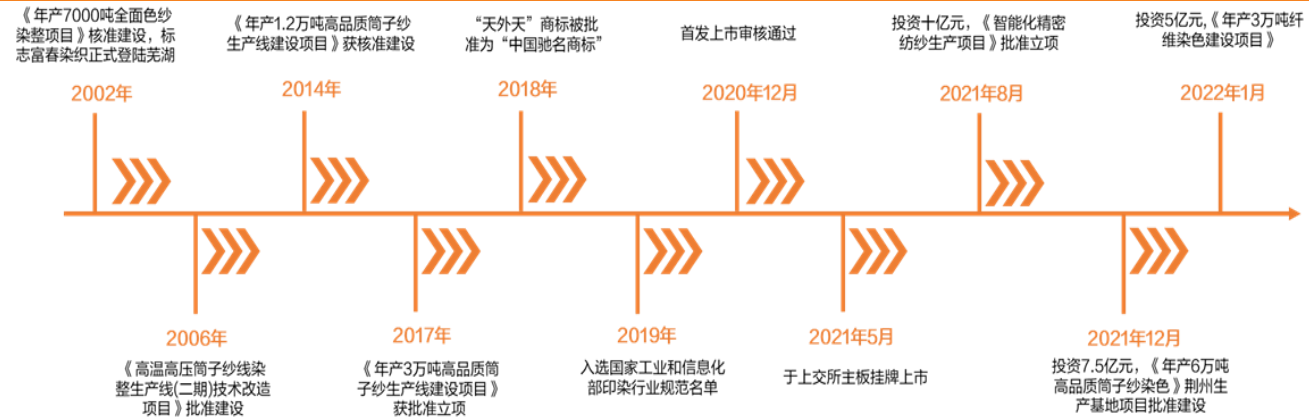 《年产7000吨全面色纱
染整项目》核准建设，标
志富春染织正式登陆芜湖
2002年
《年产1.2万吨高品质筒子纱
生产线建设项目》获核准建设
2014年
“天外天”商标被批
准为“中国驰名商标”
2018年
首发上市审核通过
2020年12月
投资十亿元，《智能化精密
纺纱生产项目》批准立项
2021年8月
投资5亿元,《年产3万吨纤
维染色建设项目》
2022年1月
2006年
《高温高压筒子纱线染
整生产线(二期)技术改造
项目》批准建设
2017年
《年产3万吨高品质筒
子纱生产线建设项目》
获批准立项
2019年
入选国家工业和信息化
部印染行业规范名单
2021年5月
于上交所主板挂牌上市
2021年12月
投资7.5亿元，《年产6万吨
高品质筒子纱染色》荆州生
产基地项目批准建设